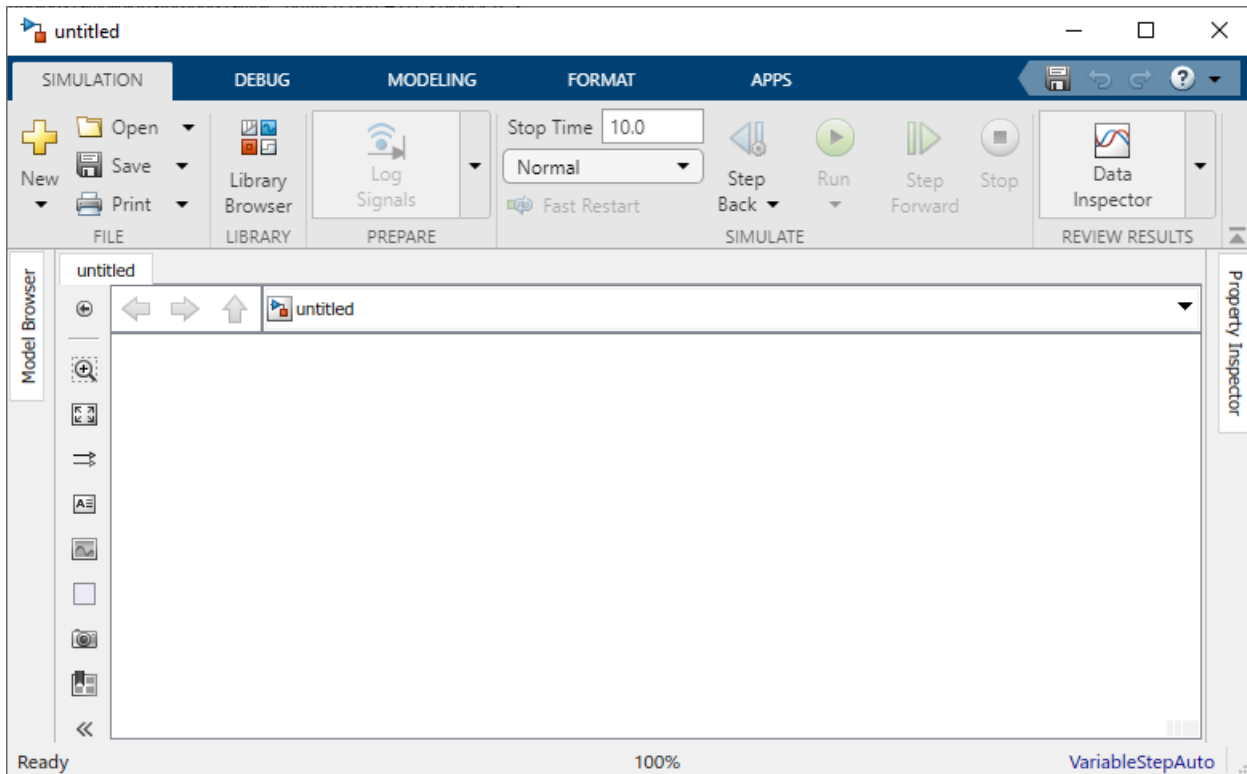 untitled
SIMULATION DEBUG MODELING FORMAT APPS
New
Open
Save
Print
FILE
Library
Browser
LIBRARY
Log
Signals
PREPARE
Stop Time 10.0
Normal
Fast Restart
Step
Back
Run
Step
Forward
Stop
SIMULATE
Data
Inspector
REVIEW RESULTS
Model Browser
untitled
untitled
Property Inspector
Ready 100% VariableStepAuto